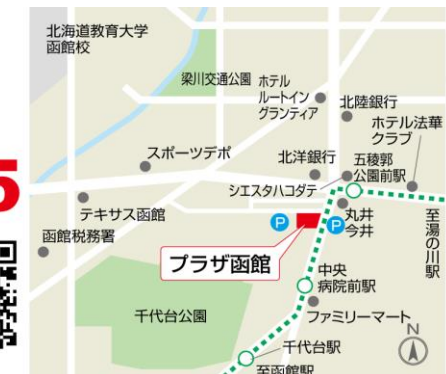 北海道教育大学
函館校
梁川交通公園
ホテル
ルートイン
グランティア
北陸銀行
ホテル法華
クラブ
スポーツデポ
北洋銀行
五稜郭
公園前駅
シエスタハコダテ
5
テキサス函館
P
P
丸井
今井
至湯の川駅
函館税務署
プラザ函館
中央
病院前駅
千代台公園
ファミリーマート
N
千代台駅
至函館駅